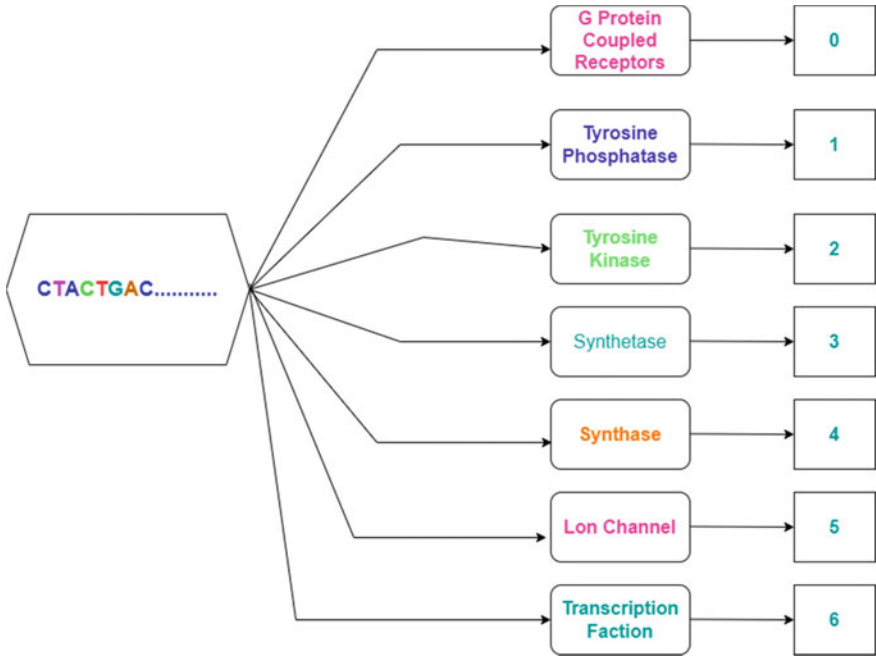 G Protein
Coupled
Receptors
0
Tyrosine
Phosphatase
1
Tyrosine
Kinase
2
CTACTGAC...........
Synthetase
3
Synthase
4
Lon Channel
5
Transcription
Faction
6